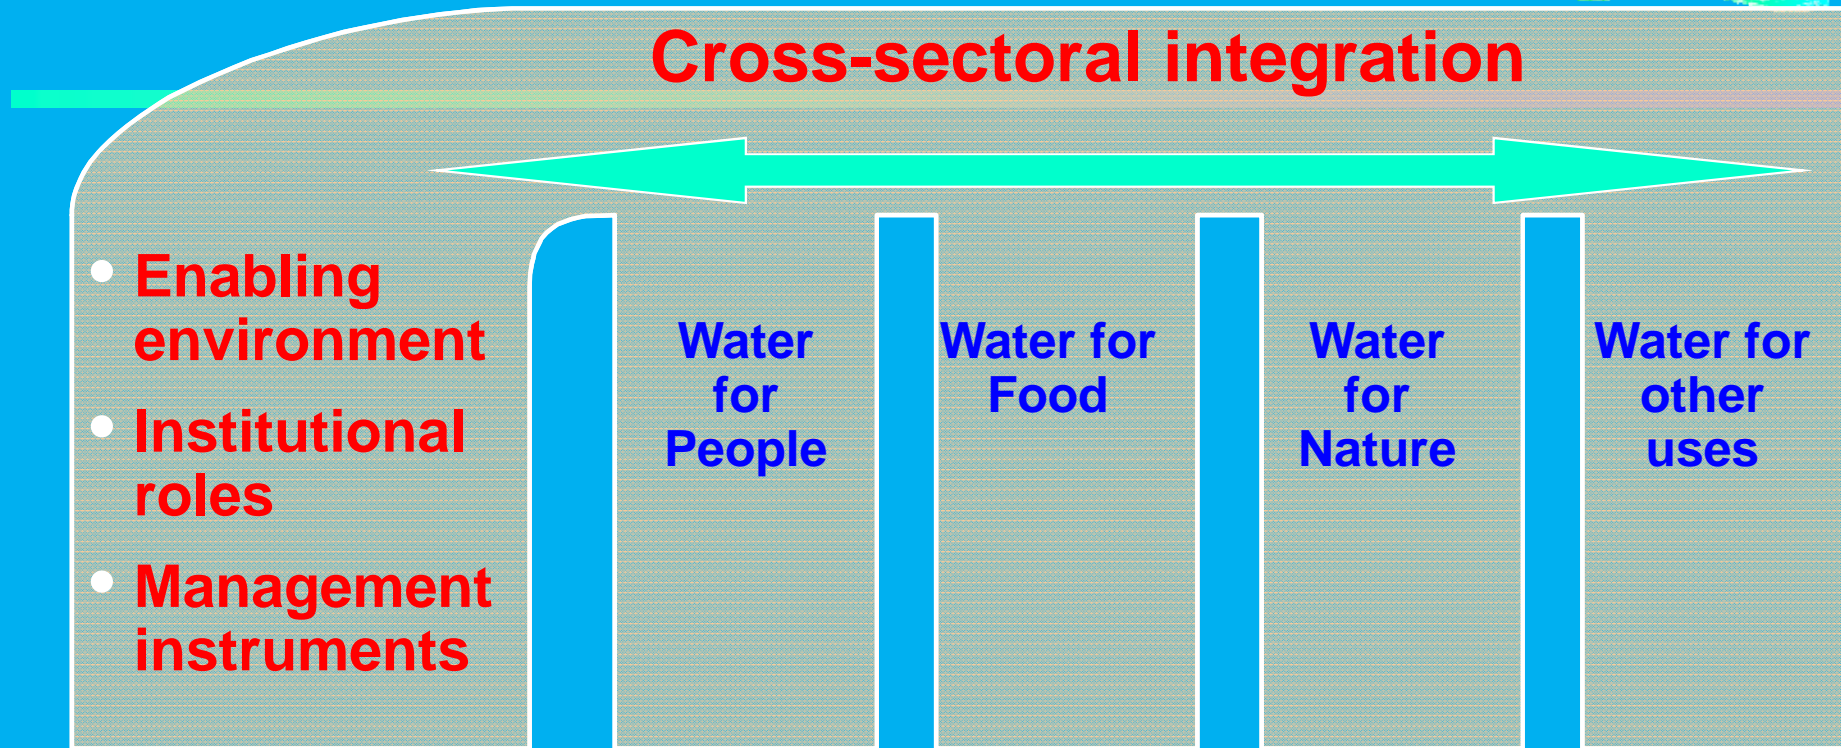 Cross-sectoral integration
• Enabling
environment
• Institutional
roles
• Management
instruments
Water
for
People
Water for
Food
Water
for
Nature
Water for
other
uses